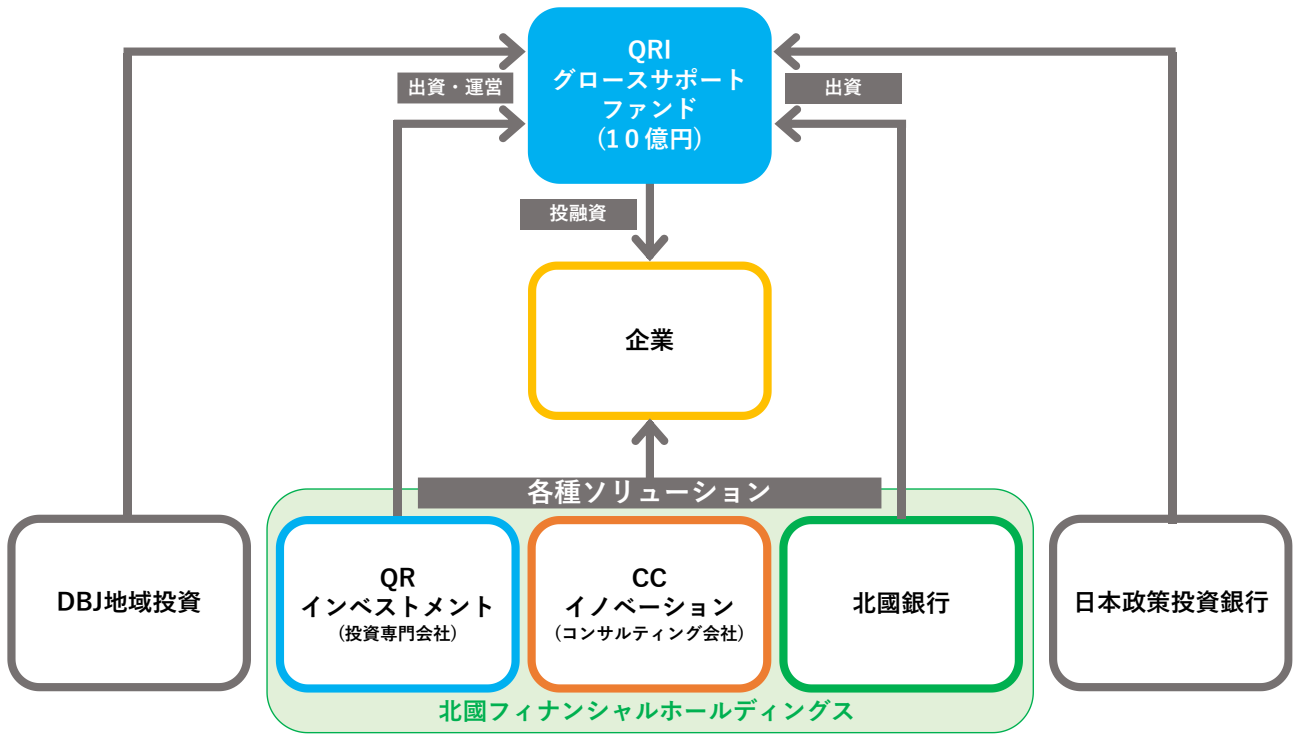 QRI
グロースサポート
ファンド
(1０億円)
出資・運営
出資
投融資
企業
各種ソリューション
DBJ地域投資
QR
インベストメント
(投資専門会社)
CC
イノベーション
(コンサルティング会社)
北國銀行
日本政策投資銀行
北國フィナンシャルホールディングス